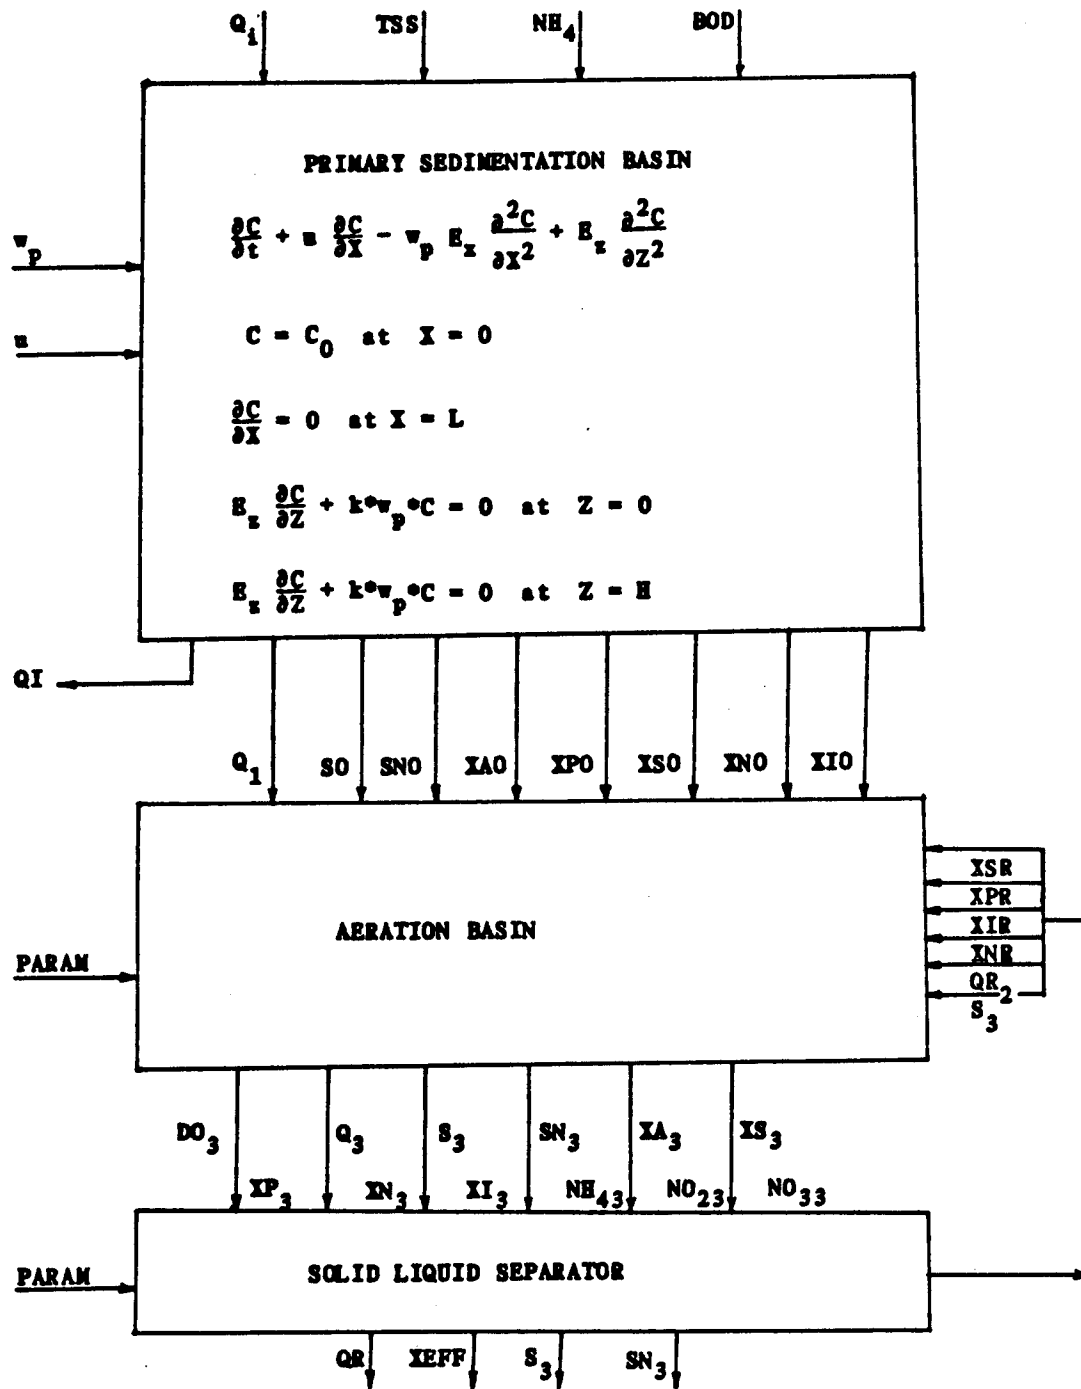 Q_i TSS NH_4 BOD
PRIMARY SEDIMENTATION BASIN
∂C/∂t + u ∂C/∂X - w_p E_x ∂²C/∂X² + E_z ∂²C/∂Z²
w_p
C = C_0 at X = 0
u
∂C/∂X = 0 at X = L
E_z ∂C/∂Z + k*w_p*C = 0 at Z = 0
E_z ∂C/∂Z + k*w_p*C = 0 at Z = H
QI
Q_1 SO SNO XAO XPO XSO XNO XIO
XSR
XPR
XIR
XNR
QR_2
S_3
AERATION BASIN
PARAM
DO_3 Q_3 S_3 SN_3 XA_3 XS_3
XP_3 XN_3 XI_3 NH_43 NO_23 NO_33
SOLID LIQUID SEPARATOR
PARAM
QR XEFF S_3 SN_3